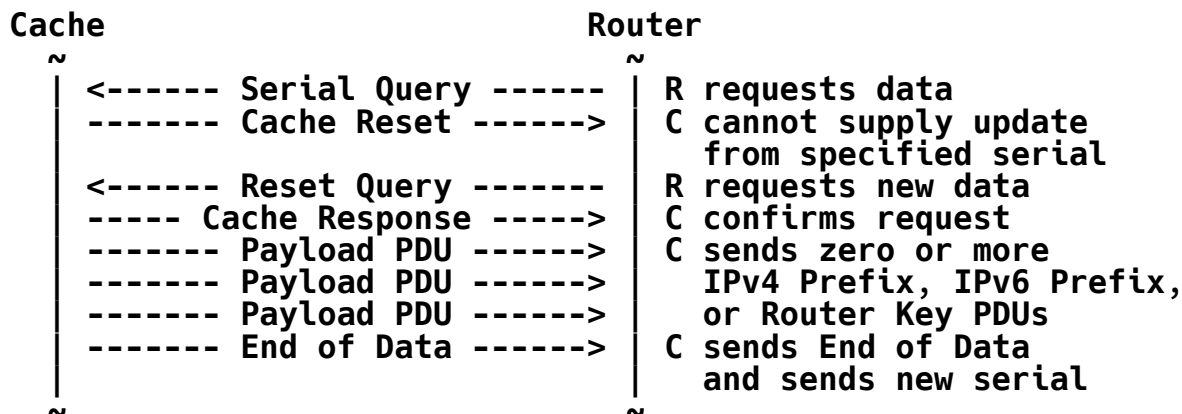 Cache Router
~ ~
| <------ Serial Query ------ | R requests data
| ------- Cache Reset ------> | C cannot supply update
| | from specified serial
| <------ Reset Query ------- | R requests new data
| ----- Cache Response -----> | C confirms request
| ------- Payload PDU ------> | C sends zero or more
| ------- Payload PDU ------> | IPv4 Prefix, IPv6 Prefix,
| ------- Payload PDU ------> | or Router Key PDUs
| ------- End of Data ------> | C sends End of Data
| | and sends new serial
~ ~